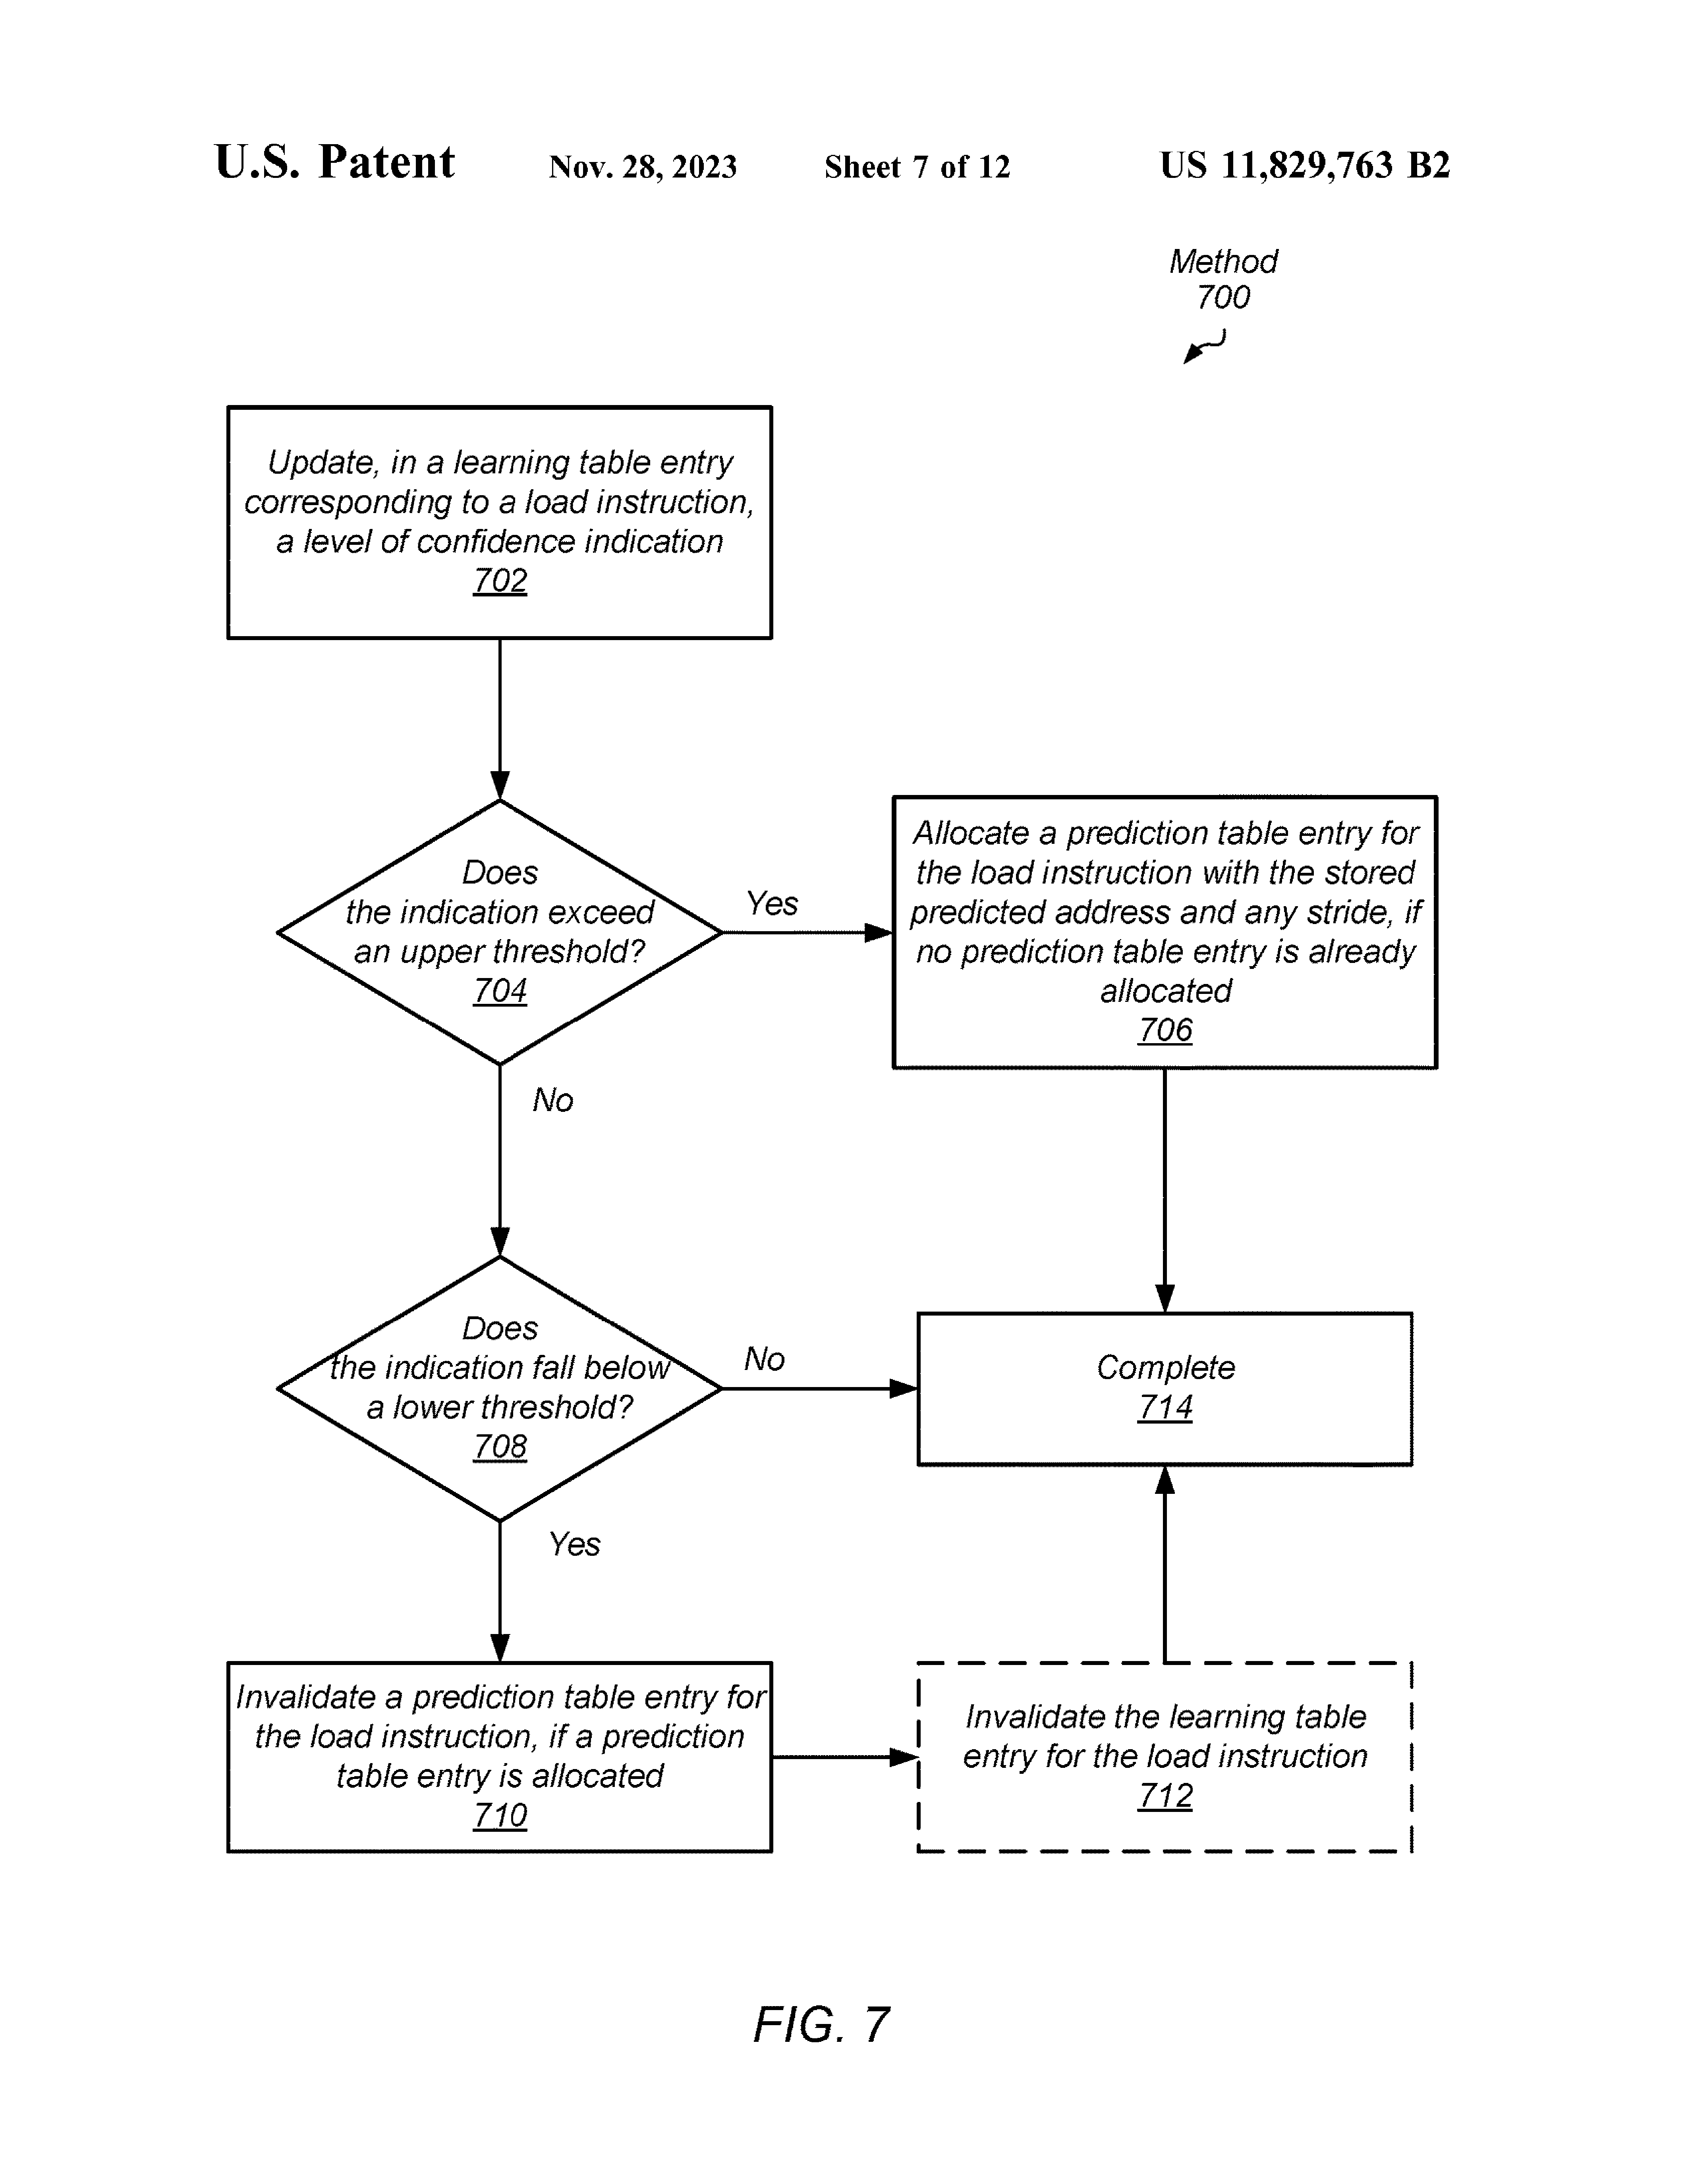 U.S. Patent Nov. 28, 2023 Sheet 7 of 12 US 11,829,763 B2
Method
700
Update, in a learning table entry
corresponding to a load instruction,
a level of confidence indication
702
Does
the indication exceed
an upper threshold?
704
Yes
Allocate a prediction table entry for
the load instruction with the stored
predicted address and any stride, if
no prediction table entry is already
allocated
706
No
Does
the indication fall below
a lower threshold?
708
No
Complete
714
Yes
Invalidate a prediction table entry for
the load instruction, if a prediction
table entry is allocated
710
Invalidate the learning table
entry for the load instruction
712
FIG. 7